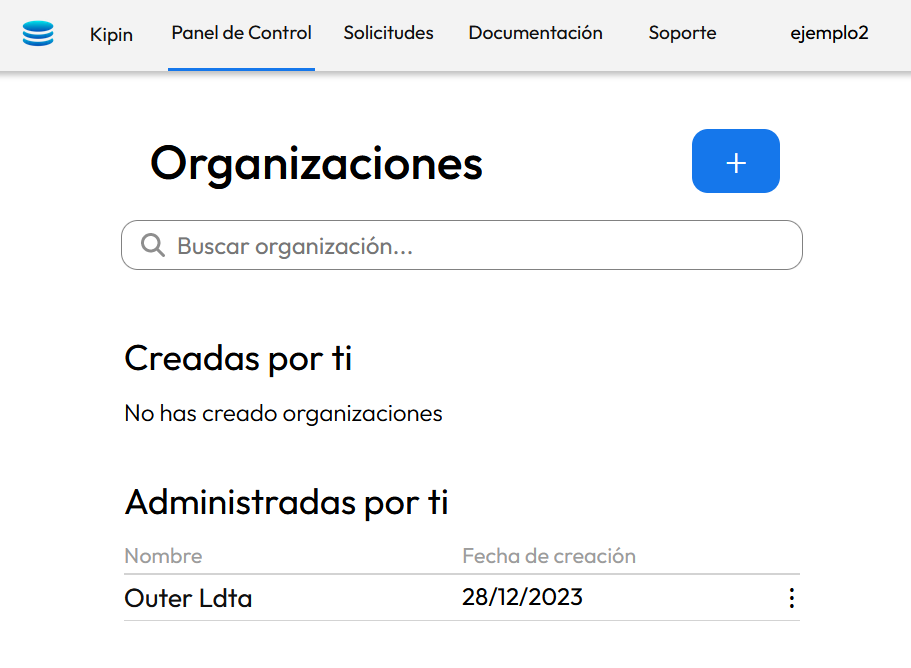 Kipin Panel de Control Solicitudes Documentación Soporte ejemplo2
Organizaciones +
Buscar organización...
Creadas por ti
No has creado organizaciones
Administradas por ti
Nombre Fecha de creación
Outer Ldta 28/12/2023